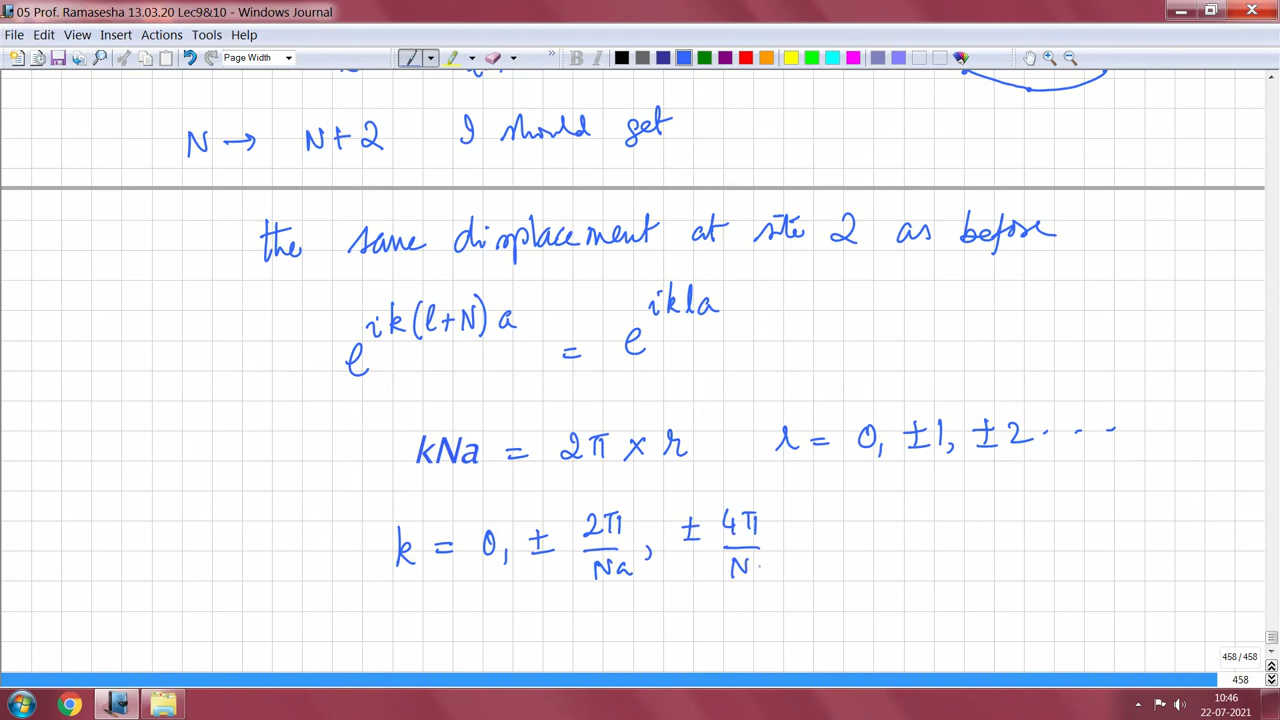 05 Prof. Ramasesha 13.03.20 Lec9&10 - Windows Journal
File Edit View Insert Actions Tools Help
Page Width
B I
N → N+2 I should get
the same displacement at site 2 as before
e^{ik(l+N)a} = e^{ikla}
kNa = 2π × r r = 0, ±1, ±2 - - -
k = 0, ± 2π/Na, ± 4π/N
458 / 458
458
10:46
22-07-2021